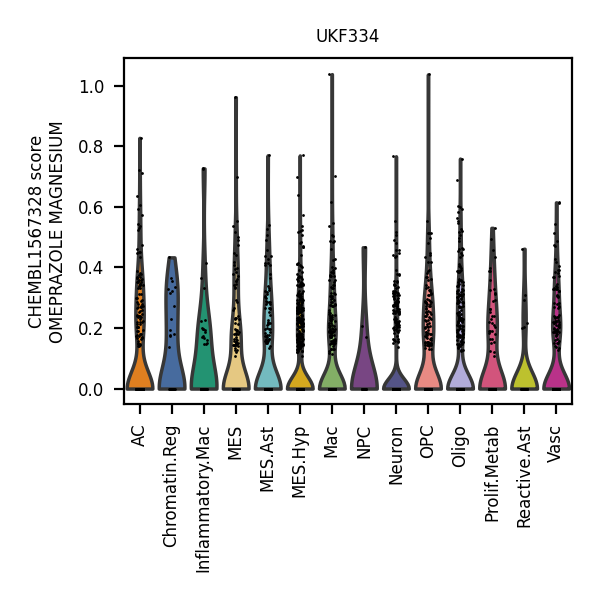 UKF334
CHEMBL1567328 score
OMEPRAZOLE MAGNESIUM
1.0
0.8
0.6
0.4
0.2
0.0
AC
Chromatin.Reg
Inflammatory.Mac
MES
MES.Ast
MES.Hyp
Mac
NPC
Neuron
OPC
Oligo
Prolif.Metab
Reactive.Ast
Vasc